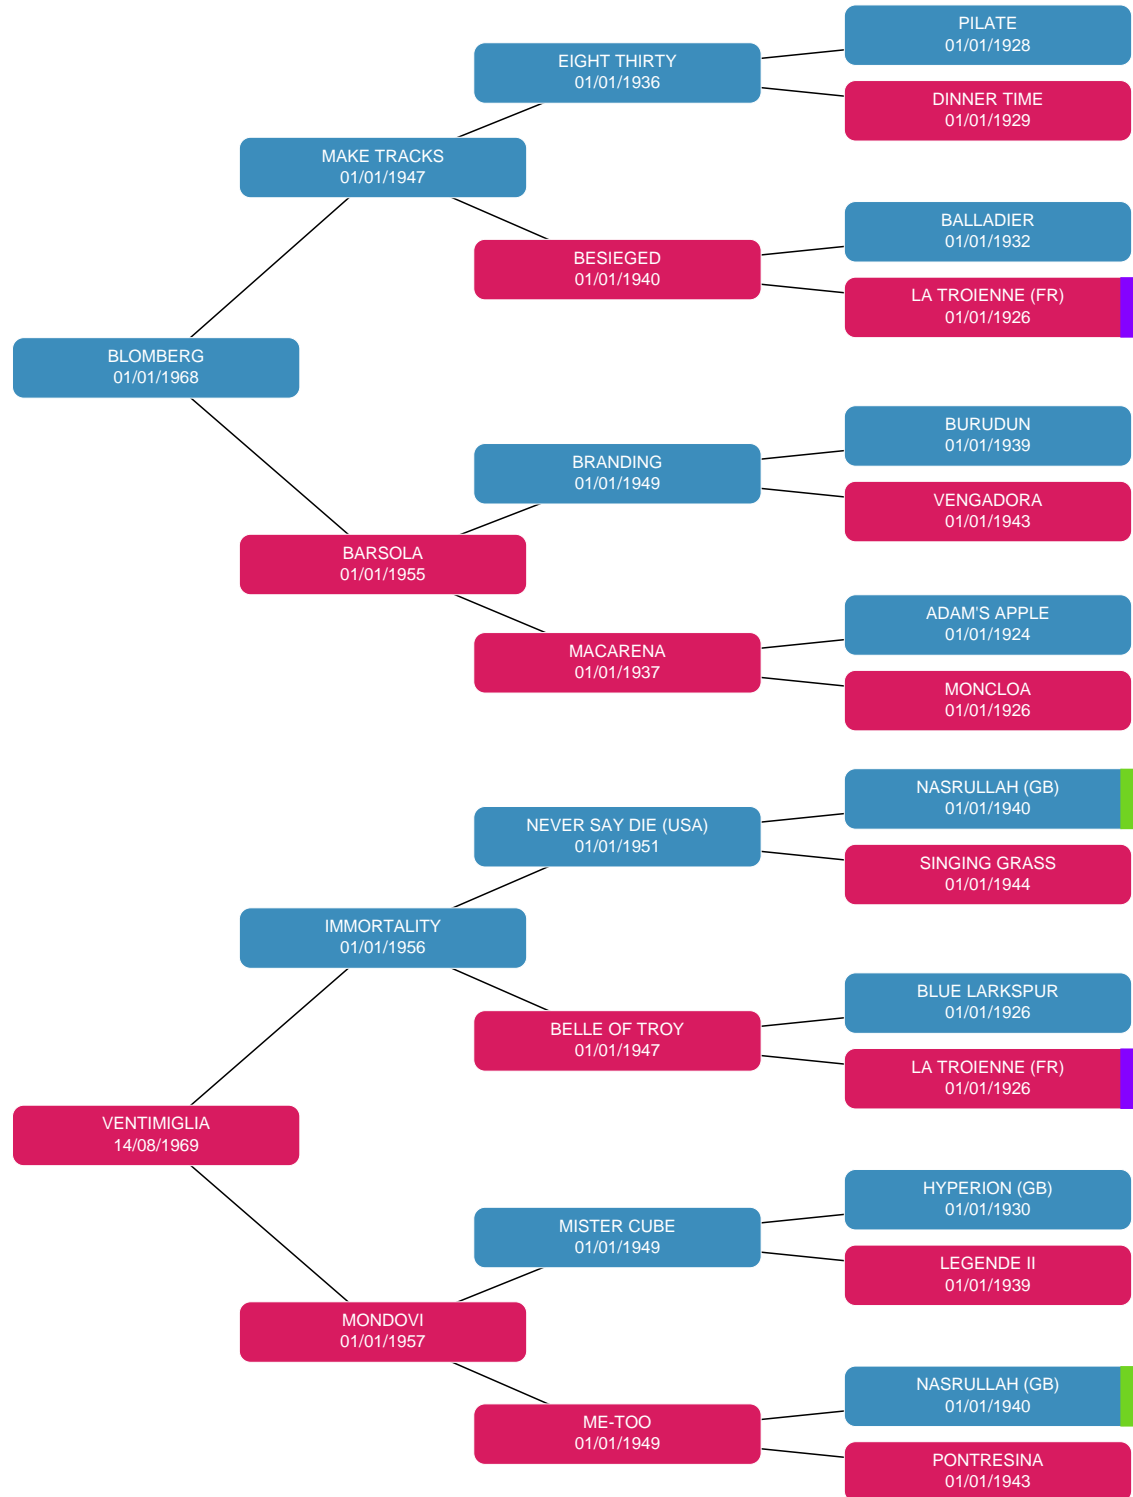 PILATE
01/01/1928
EIGHT THIRTY
01/01/1936
DINNER TIME
01/01/1929
MAKE TRACKS
01/01/1947
BALLADIER
01/01/1932
BESIEGED
01/01/1940
LA TROIENNE (FR)
01/01/1926
BLOMBERG
01/01/1968
BURUDUN
01/01/1939
BRANDING
01/01/1949
VENGADORA
01/01/1943
BARSOLA
01/01/1955
ADAM'S APPLE
01/01/1924
MACARENA
01/01/1937
MONCLOA
01/01/1926
NASRULLAH (GB)
01/01/1940
NEVER SAY DIE (USA)
01/01/1951
SINGING GRASS
01/01/1944
IMMORTALITY
01/01/1956
BLUE LARKSPUR
01/01/1926
BELLE OF TROY
01/01/1947
LA TROIENNE (FR)
01/01/1926
VENTIMIGLIA
14/08/1969
HYPERION (GB)
01/01/1930
MISTER CUBE
01/01/1949
LEGENDE II
01/01/1939
MONDOVI
01/01/1957
NASRULLAH (GB)
01/01/1940
ME-TOO
01/01/1949
PONTRESINA
01/01/1943